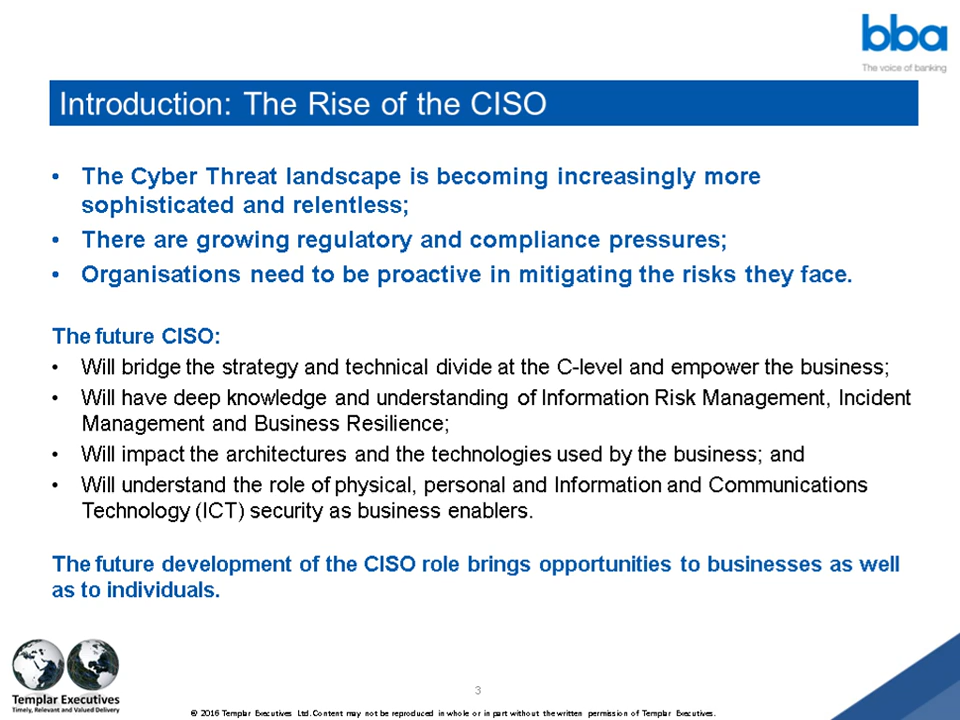 bba
The voice of banking
Introduction: The Rise of the CISO
• The Cyber Threat landscape is becoming increasingly more
sophisticated and relentless;
• There are growing regulatory and compliance pressures;
• Organisations need to be proactive in mitigating the risks they face.
The future CISO:
• Will bridge the strategy and technical divide at the C-level and empower the business;
• Will have deep knowledge and understanding of Information Risk Management, Incident
Management and Business Resilience;
• Will impact the architectures and the technologies used by the business; and
• Will understand the role of physical, personal and Information and Communications
Technology (ICT) security as business enablers.
The future development of the CISO role brings opportunities to businesses as well
as to individuals.
Templar Executives
Timely, Relevant and Valued Delivery
3
© 2016 Templar Executives Ltd. Content may not be reproduced in whole or in part without the written permission of Templar Executives.